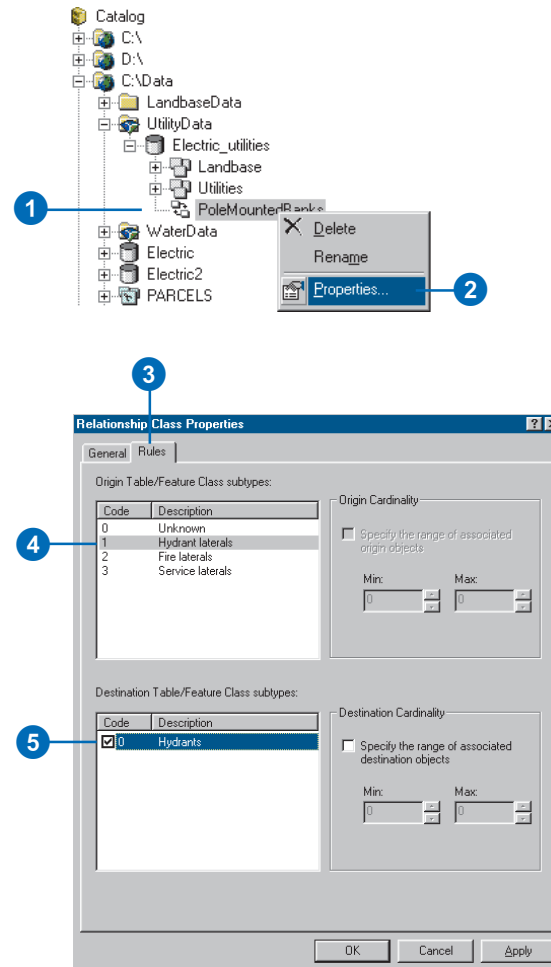 Catalog
C:\
D:\
C:\Data
LandbaseData
UtilityData
Electric_utilities
Landbase
Utilities
1
PoleMountedBanks
Delete
WaterData
Electric
Rename
Electric2
Properties...
2
PARCELS
3
Relationship Class Properties
General Rules
Origin Table/Feature Class subtypes:
Origin Cardinality
Code Description
0 Unknown
Specify the range of associated
origin objects
4
1 Hydrant laterals
2 Fire laterals
3 Service laterals
Min: Max:
0 0
Destination Table/Feature Class subtypes:
Destination Cardinality
Code Description
5
0 Hydrants
Specify the range of associated
destination objects
Min: Max:
0 0
OK Cancel Apply